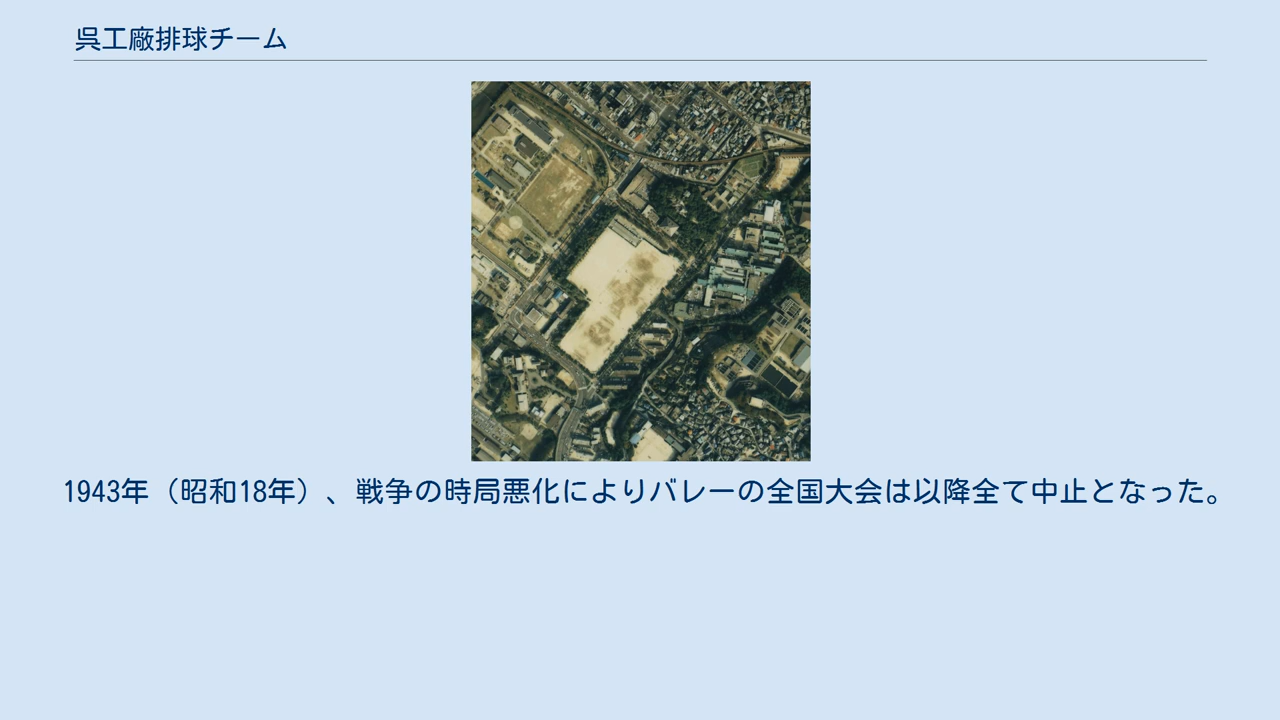 呉工廠排球チーム
1943年（昭和18年）、戦争の時局悪化によりバレーの全国大会は以降全て中止となった。